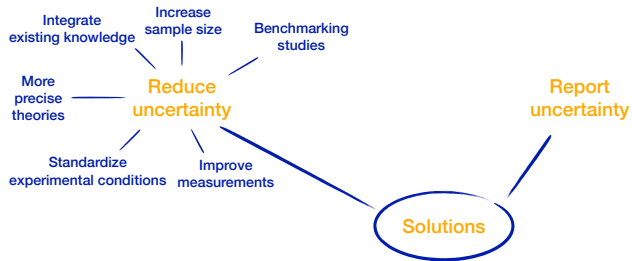 Integrate
existing knowledge
Increase
sample size
Benchmarking
studies
More
precise
theories
Reduce
uncertainty
Report
uncertainty
Standardize
experimental conditions
Improve
measurements
Solutions